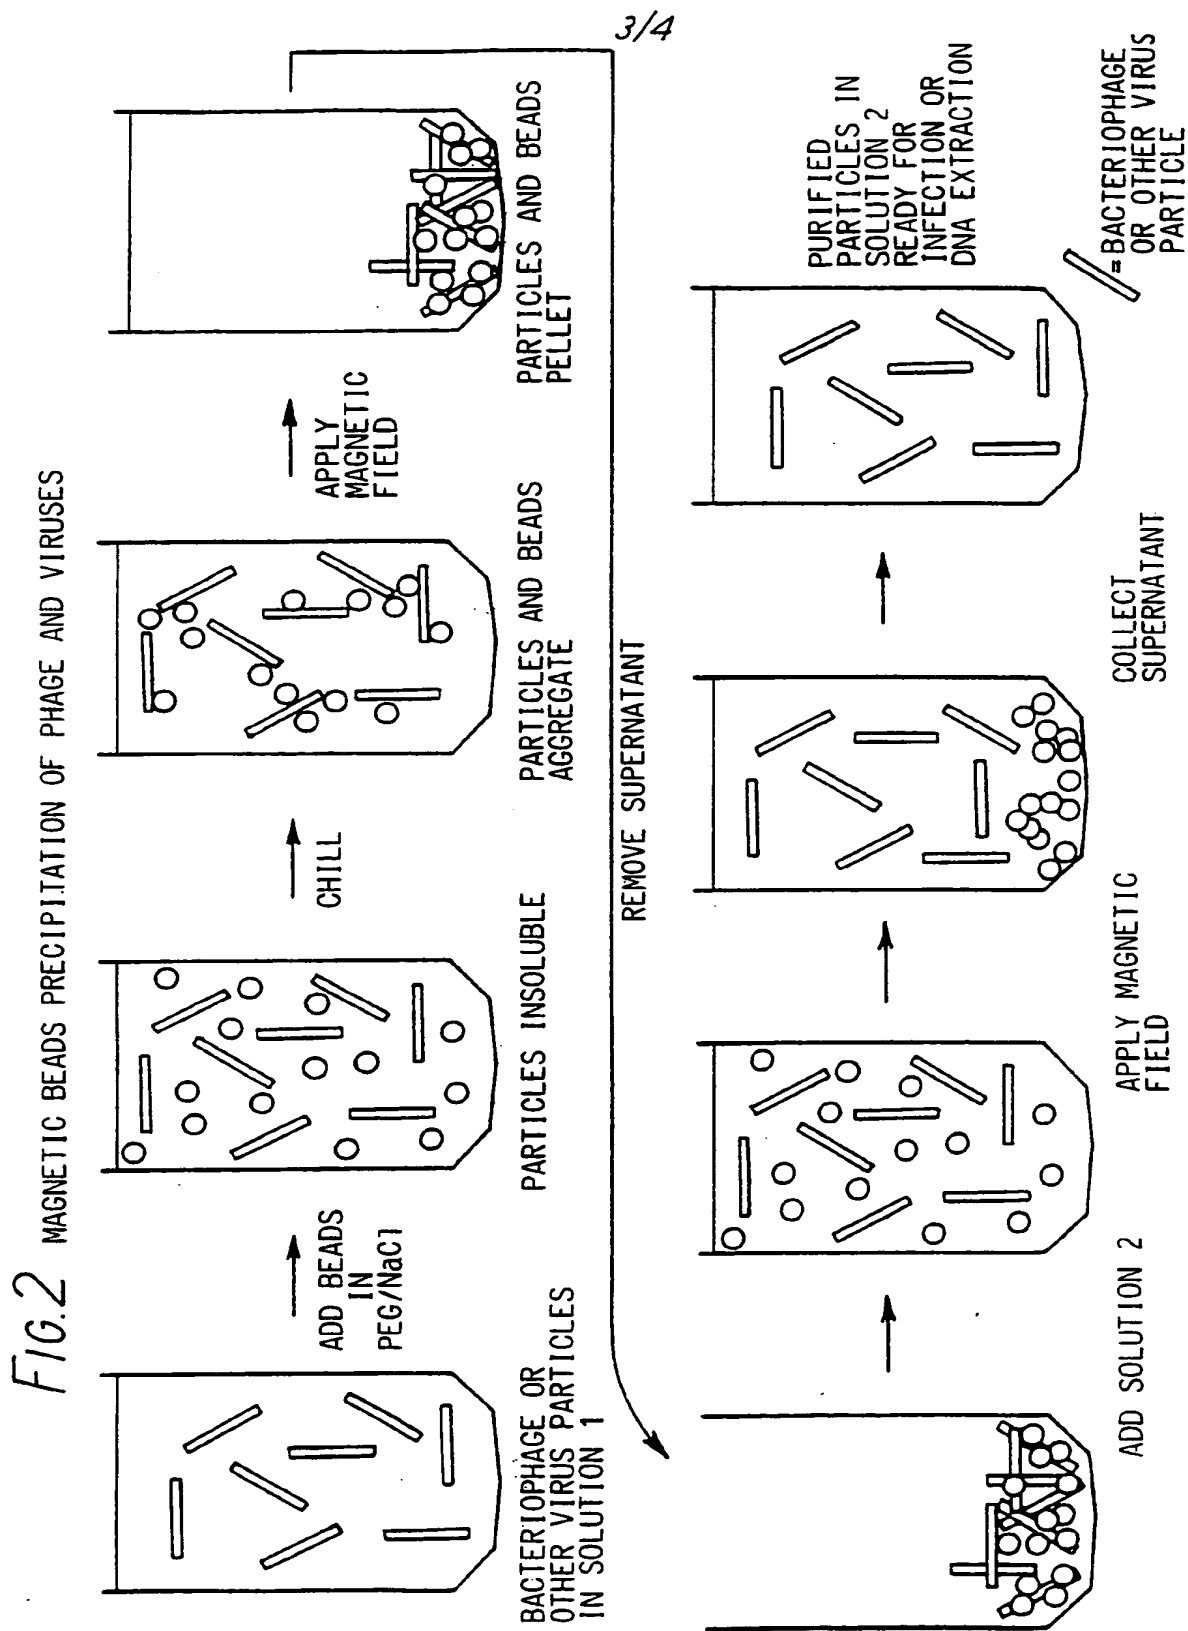 3/4
FIG.2 MAGNETIC BEADS PRECIPITATION OF PHAGE AND VIRUSES
BACTERIOPHAGE OR
OTHER VIRUS PARTICLES
IN SOLUTION 1
ADD BEADS
IN
PEG/NaCl
PARTICLES INSOLUBLE
CHILL
PARTICLES AND BEADS
AGGREGATE
APPLY
MAGNETIC
FIELD
PARTICLES AND BEADS
PELLET
REMOVE SUPERNATANT
ADD SOLUTION 2
APPLY MAGNETIC
FIELD
COLLECT
SUPERNATANT
PURIFIED
PARTICLES IN
SOLUTION 2
READY FOR
INFECTION OR
DNA EXTRACTION
=BACTERIOPHAGE
OR OTHER VIRUS
PARTICLE